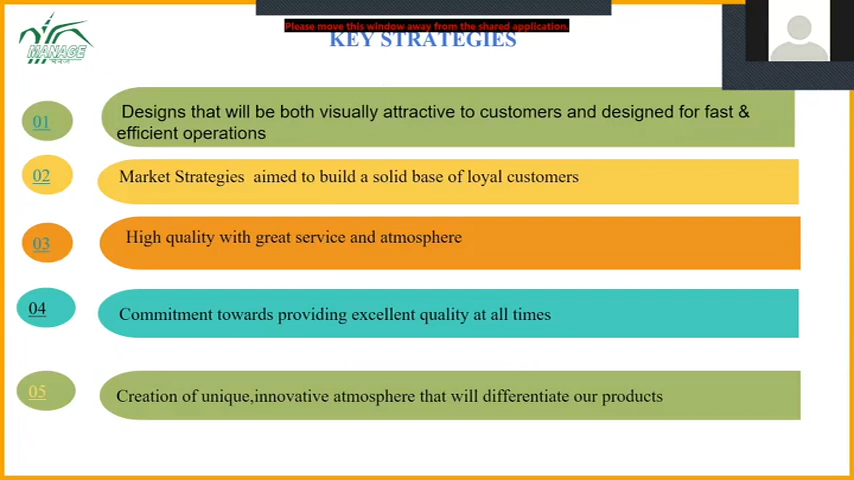 Please move this window away from the shared application.
KEY STRATEGIES
MANAGE
01
Designs that will be both visually attractive to customers and designed for fast &
efficient operations
02
Market Strategies aimed to build a solid base of loyal customers
03
High quality with great service and atmosphere
04
Commitment towards providing excellent quality at all times
05
Creation of unique,innovative atmosphere that will differentiate our products